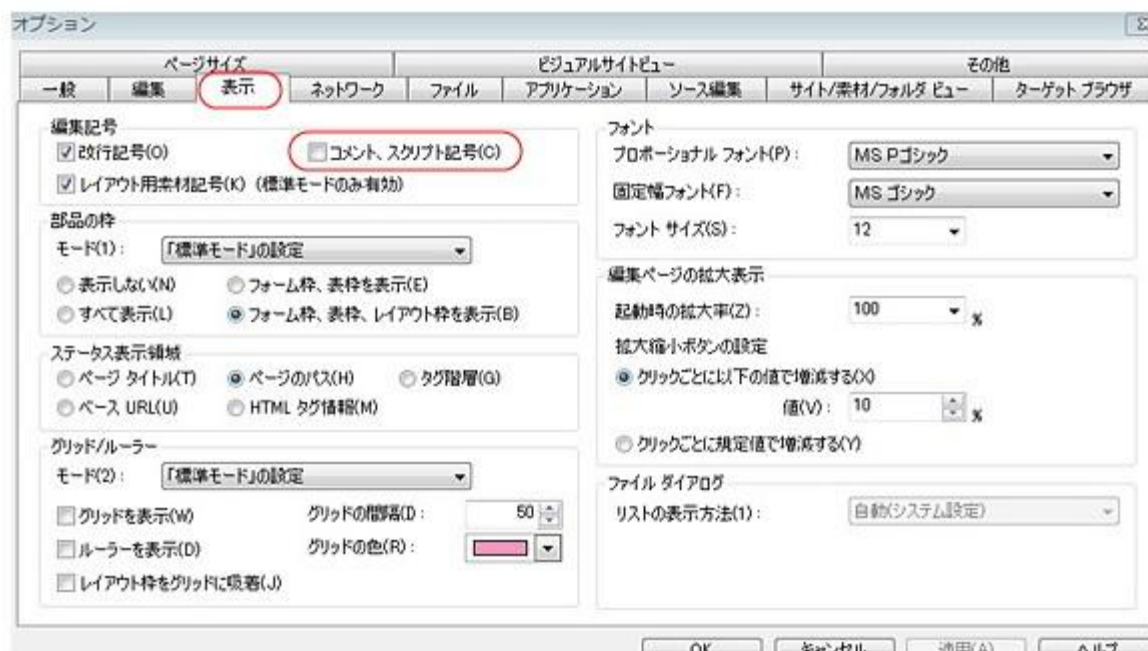 オプション
ページサイズ ビジュアルサイトビュー その他
一般 編集 表示 ネットワーク ファイル アプリケーション ソース編集 サイト/素材/フォルダ ビュー ターゲット ブラウザ
編集記号
改行記号(O) コメント、スクリプト記号(C)
レイアウト用素材記号(K) (標準モードのみ有効)
部品の枠
モード(1): 「標準モード」の設定
表示しない(N) フォーム枠、表枠を表示(E)
すべて表示(L) フォーム枠、表枠、レイアウト枠を表示(B)
ステータス表示領域
ページ タイトル(T) ページのパス(H) タグ階層(G)
ベース URL(U) HTML タグ情報(M)
グリッド/ルーラー
モード(2): 「標準モード」の設定
グリッドを表示(W) グリッドの間隔(I): 50
ルーラーを表示(D) グリッドの色(R):
レイアウト枠をグリッドに吸着(J)
フォント
プロポーショナル フォント(P): MS Pゴシック
固定幅フォント(F): MS ゴシック
フォント サイズ(S): 12
編集ページの拡大表示
起動時の拡大率(Z): 100 %
拡大縮小ボタンの設定
クリックごとに以下の値で増減する(X)
値(V): 10 %
クリックごとに規定値で増減する(Y)
ファイル ダイアログ
リストの表示方法(1): 自動(システム設定)
OK キャンセル 適用(A) ヘルプ